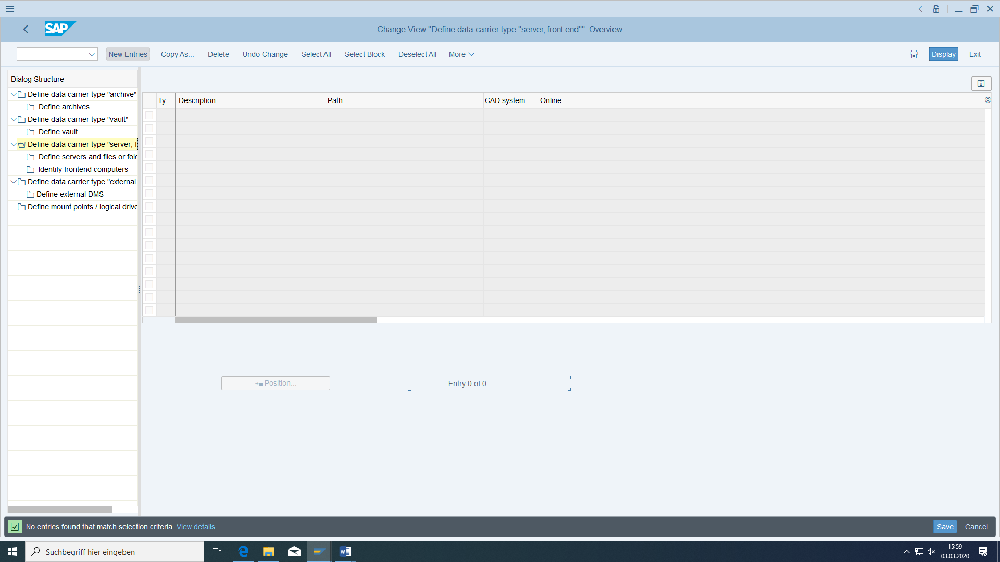 SAP
Change View "Define data carrier type "server, front end"": Overview
New Entries
Copy As...
Delete
Undo Change
Select All
Select Block
Deselect All
More
Display
Exit
Dialog Structure
Define data carrier type "archive"
Define archives
Define data carrier type "vault"
Define vault
Define data carrier type "server, f
Define servers and files or fold
Identify frontend computers
Define data carrier type "external
Define external DMS
Define mount points / logical drive
Ty...
Description
Path
CAD system
Online
Position...
Entry 0 of 0
No entries found that match selection criteria View details
Save
Cancel
Suchbegriff hier eingeben
15:59
03.03.2020